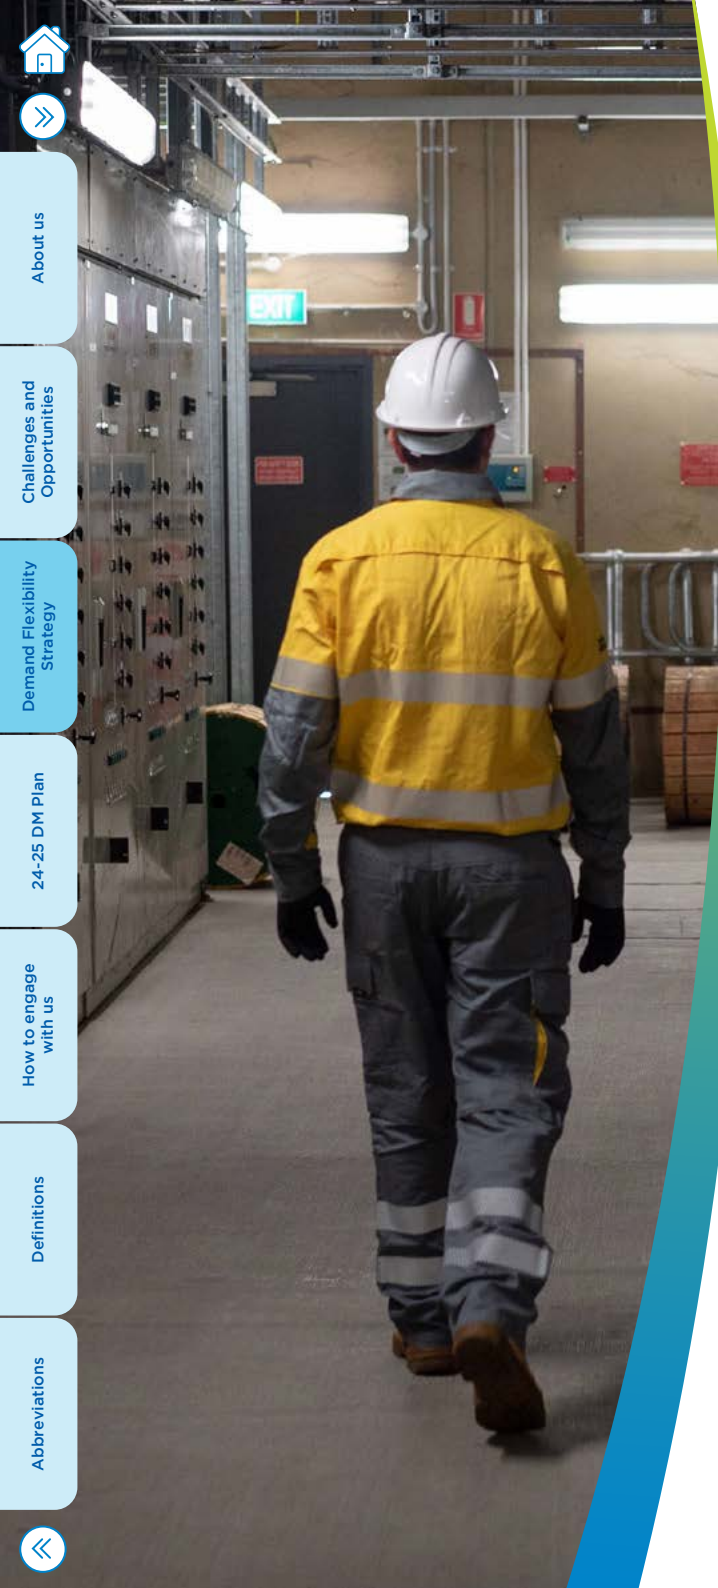 About us
Challenges and
Opportunities
Demand Flexibility
Strategy
24-25 DM Plan
How to engage
with us
Definitions
Abbreviations
EXIT